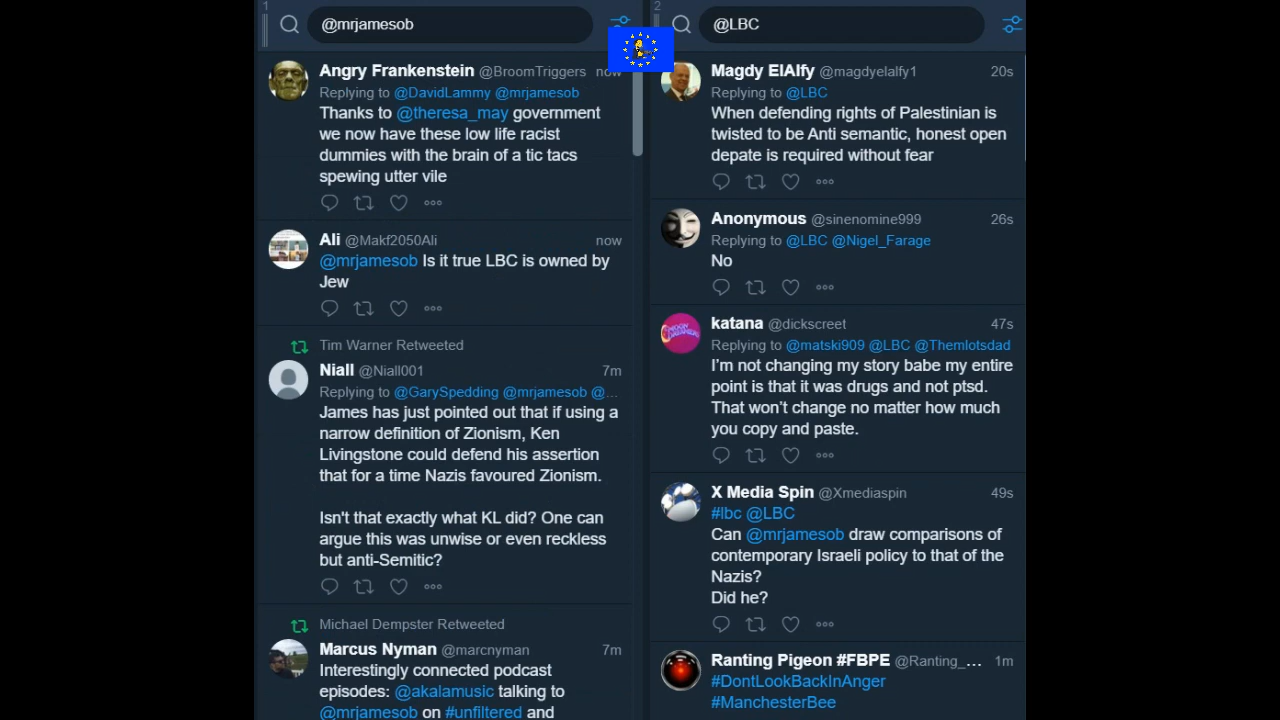 1
@mrjamesob
Angry Frankenstein @BroomTriggers now
Replying to @DavidLammy @mrjamesob
Thanks to @theresa_may government
we now have these low life racist
dummies with the brain of a tic tacs
spewing utter vile
Ali @Makf2050Ali now
@mrjamesob Is it true LBC is owned by
Jew
Tim Warner Retweeted
Niall @Niall001 7m
Replying to @GarySpedding @mrjamesob @...
James has just pointed out that if using a
narrow definition of Zionism, Ken
Livingstone could defend his assertion
that for a time Nazis favoured Zionism.
Isn't that exactly what KL did? One can
argue this was unwise or even reckless
but anti-Semitic?
Michael Dempster Retweeted
Marcus Nyman @marcnyman 7m
Interestingly connected podcast
episodes: @akalamusic talking to
@mrjamesob on #unfiltered and
2
@LBC
Magdy ElAlfy @magdyelalfy1 20s
Replying to @LBC
When defending rights of Palestinian is
twisted to be Anti semantic, honest open
depate is required without fear
Anonymous @sinenomine999 26s
Replying to @LBC @Nigel_Farage
No
katana @dickscreet 47s
Replying to @matski909 @LBC @Themlotsdad
I’m not changing my story babe my entire
point is that it was drugs and not ptsd.
That won’t change no matter how much
you copy and paste.
X Media Spin @Xmediaspin 49s
#lbc @LBC
Can @mrjamesob draw comparisons of
contemporary Israeli policy to that of the
Nazis?
Did he?
Ranting Pigeon #FBPE @Ranting_... 1m
#DontLookBackInAnger
#ManchesterBee